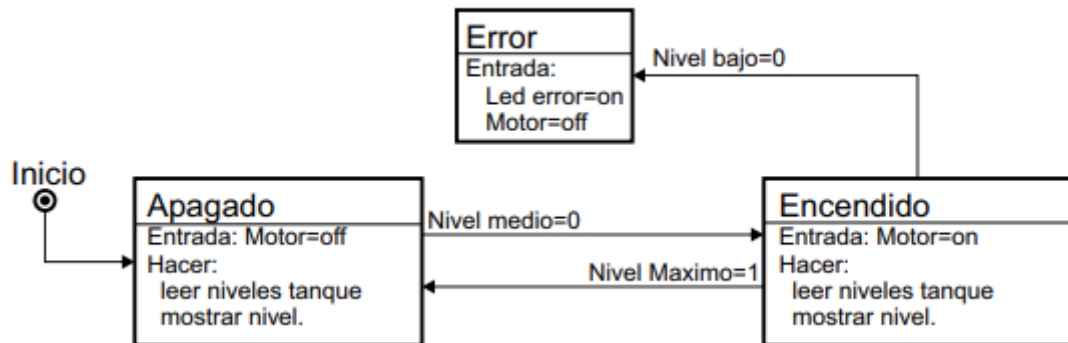 Error
Entrada:
Led error=on
Motor=off
Nivel bajo=0
Inicio
Apagado
Entrada: Motor=off
Hacer:
leer niveles tanque
mostrar nivel.
Nivel medio=0
Nivel Maximo=1
Encendido
Entrada: Motor=on
Hacer:
leer niveles tanque
mostrar nivel.